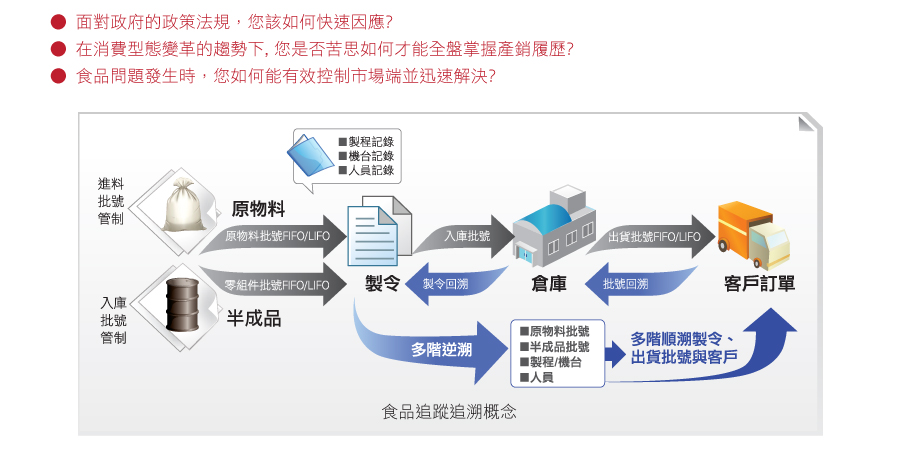 面對政府的政策法規，您該如何快速因應?
在消費型態變革的趨勢下, 您是否苦思如何才能全盤掌握產銷履歷?
食品問題發生時，您如何能有效控制市場端並迅速解決?
■製程記錄
■機台記錄
■人員記錄
進料
批號
管制
原物料
原物料批號FIFO/LIFO
入庫批號
出貨批號FIFO/LIFO
零組件批號FIFO/LIFO
製令
製令回溯
倉庫
批號回溯
客戶訂單
入庫
批號
管制
半成品
多階逆溯
■原物料批號
■半成品批號
■製程/機台
■人員
多階順溯製令、
出貨批號與客戶
食品追蹤追溯概念